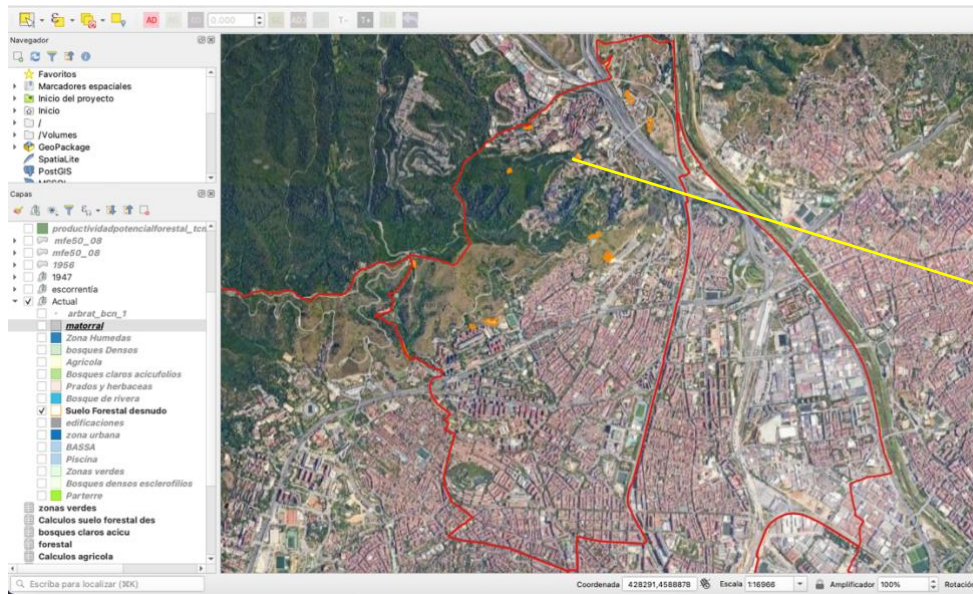 0,000
Navegador
Favoritos
Marcadores espaciales
Inicio del proyecto
Inicio
/
/Volumes
GeoPackage
SpatiaLite
PostGIS
Capas
productividadpotencialforestal_tcn
mfe50_08
mfe50_08
1956
1947
escorrentía
Actual
arbrat_bcn_1
matorral
Zona Humedas
bosques Densos
Agricola
Bosques claros acicufolios
Prados y herbaceas
Bosque de rivera
Suelo Forestal desnudo
edificaciones
zona urbana
BASSA
Piscina
Zonas verdes
Bosques densos esclerofilios
Parterre
zonas verdes
Calculos suelo forestal des
bosques claros acicu
forestal
Calculos agricola
Escriba para localizar (⌘K) Coordenada 428291,4588878 Escala 1:16966 Amplificador 100% Rotación